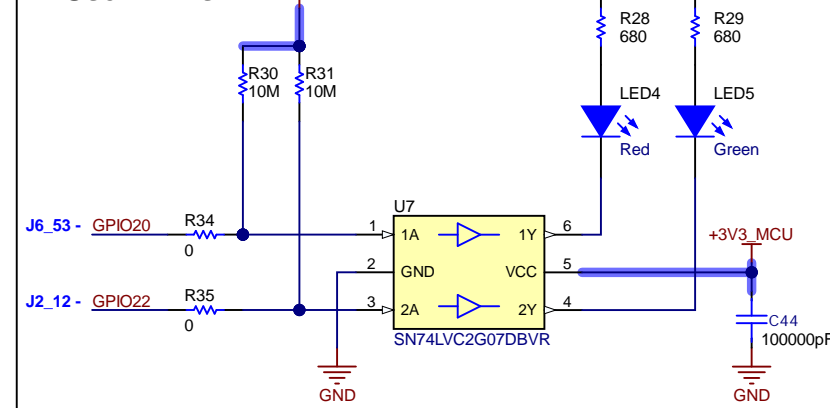 R28
680
R29
680
R30
10M
R31
10M
LED4
LED5
Red
Green
U7
J6_53 - GPIO20
R34
0
1
1A
1Y
6
+3V3_MCU
2
GND
VCC
5
J2_12 - GPIO22
R35
0
3
2A
2Y
4
C44
100000pF
SN74LVC2G07DBVR
GND
GND